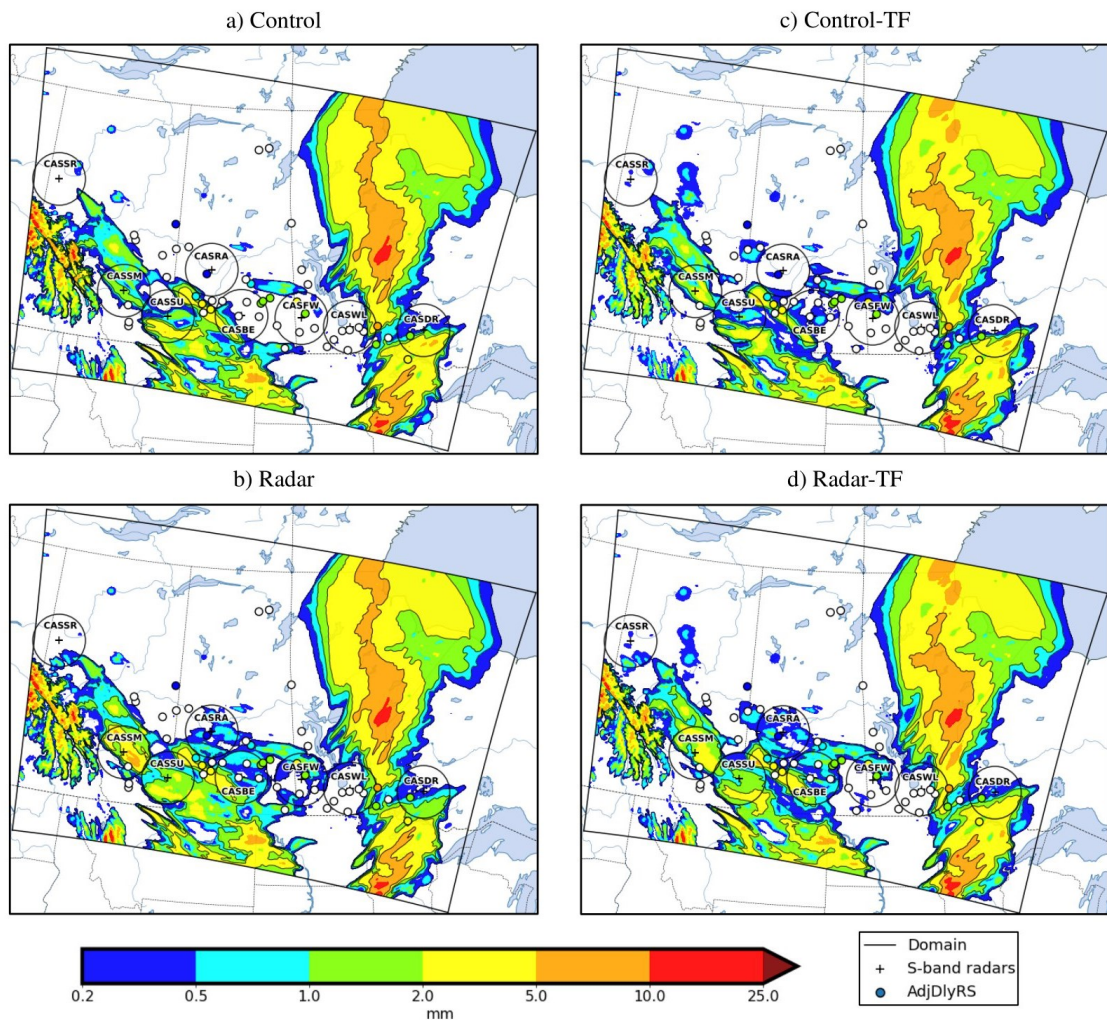 a) Control
c) Control-TF
CASSR
CASRA
CASSM
CASSU
CASFW
CASWL
CASDR
CASBE
CASSR
CASRA
CASSM
CASSU
CASFW
CASWL
CASDR
CASBE
b) Radar
d) Radar-TF
CASSR
CASRA
CASSM
CASSU
CASFW
CASWL
CASDR
CASBE
CASSR
CASRA
CASSM
CASSU
CASFW
CASWL
CASDR
CASBE
0.2 0.5 1.0 2.0 5.0 10.0 25.0
mm
Domain
S-band radars
AdjDlyRS